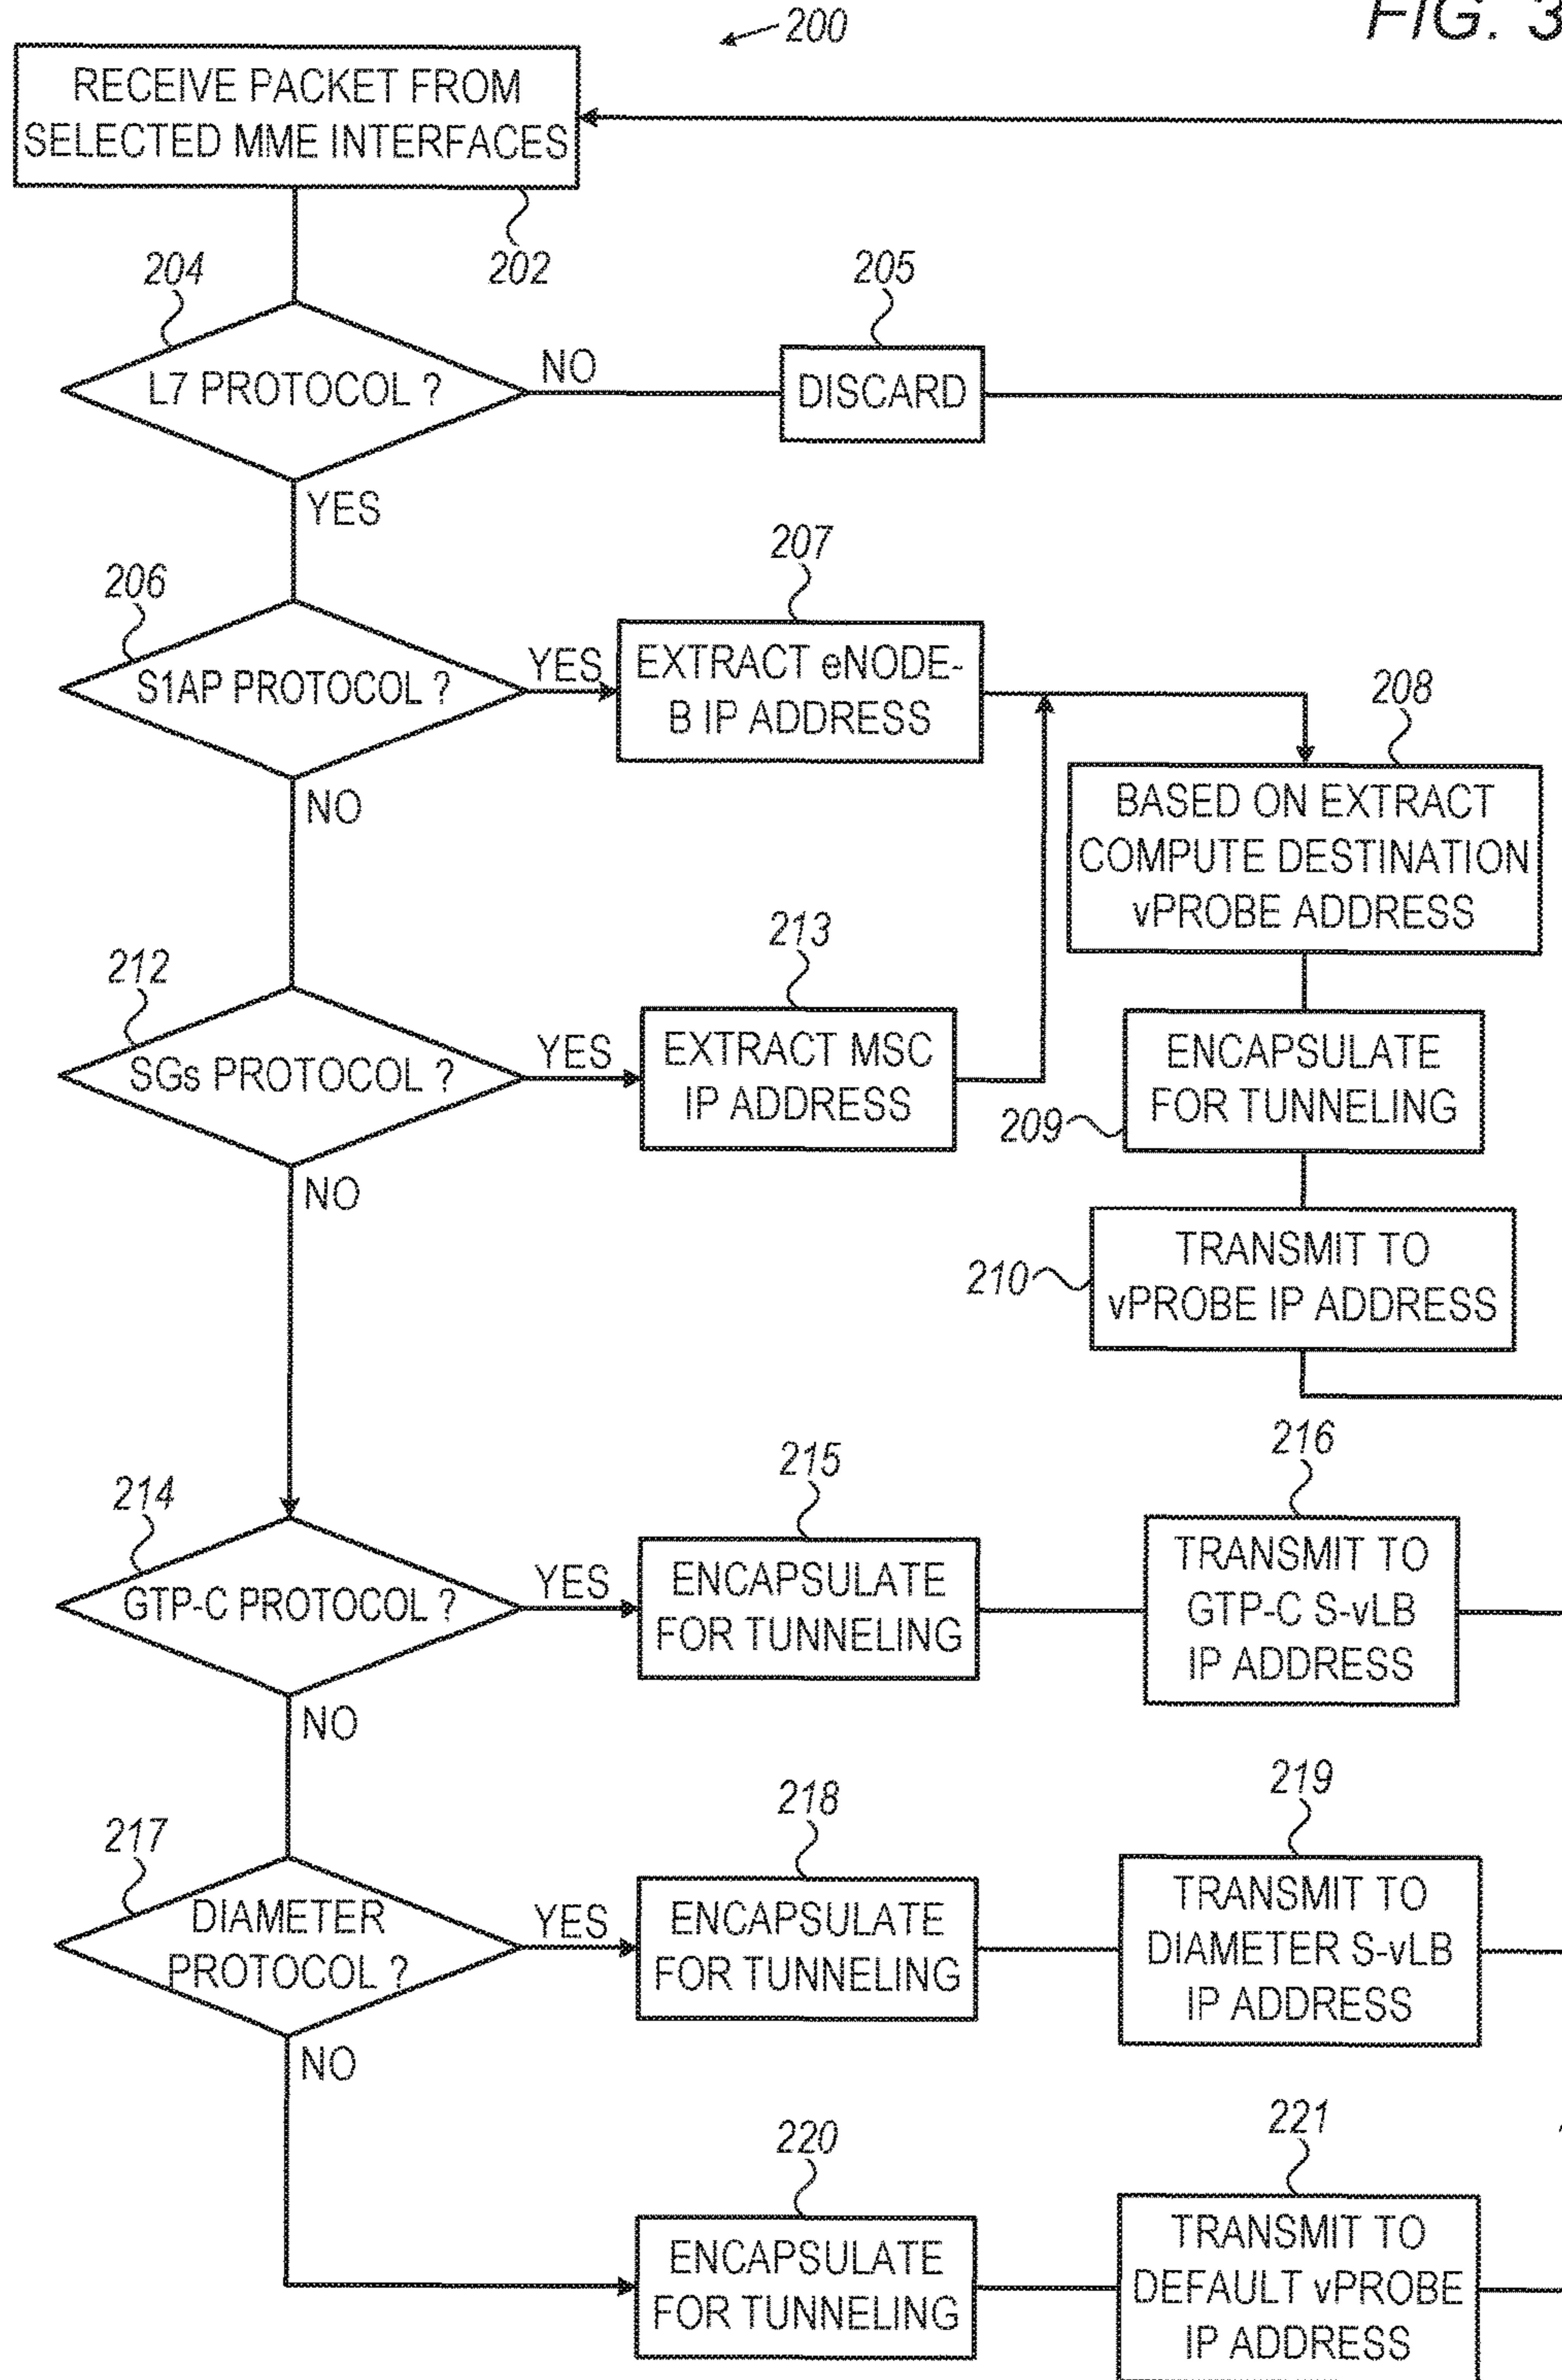 FIG. 3
200
RECEIVE PACKET FROM
SELECTED MME INTERFACES
202
204
L7 PROTOCOL ?
NO
205
DISCARD
YES
206
S1AP PROTOCOL ?
YES
207
EXTRACT eNODE-
B IP ADDRESS
208
BASED ON EXTRACT
COMPUTE DESTINATION
vPROBE ADDRESS
NO
212
SGs PROTOCOL ?
YES
213
EXTRACT MSC
IP ADDRESS
209
ENCAPSULATE
FOR TUNNELING
NO
210
TRANSMIT TO
vPROBE IP ADDRESS
214
GTP-C PROTOCOL ?
YES
215
ENCAPSULATE
FOR TUNNELING
216
TRANSMIT TO
GTP-C S-vLB
IP ADDRESS
NO
217
DIAMETER
PROTOCOL ?
YES
218
ENCAPSULATE
FOR TUNNELING
219
TRANSMIT TO
DIAMETER S-vLB
IP ADDRESS
NO
220
ENCAPSULATE
FOR TUNNELING
221
TRANSMIT TO
DEFAULT vPROBE
IP ADDRESS